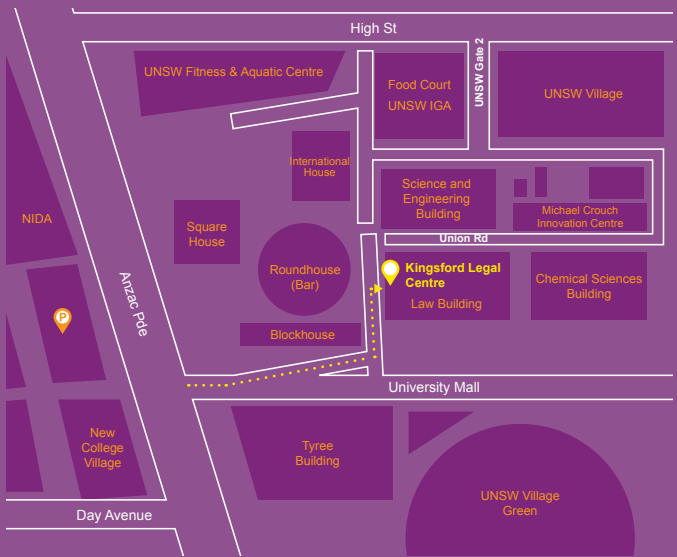 High St
UNSW Fitness & Aquatic Centre
Food Court
UNSW IGA
UNSW Gate 2
UNSW Village
International
House
Science and
Engineering
Building
Michael Crouch
Innovation Centre
NIDA
Square
House
Union Rd
Roundhouse
(Bar)
Kingsford Legal
Centre
Law Building
Chemical Sciences
Building
Anzac Pde
P
Blockhouse
University Mall
New
College
Village
Tyree
Building
UNSW Village
Green
Day Avenue